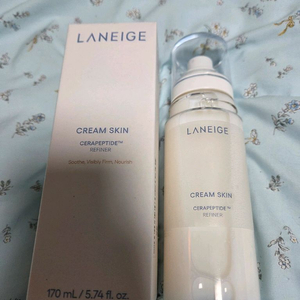 LANEIGE
CREAM SKIN
CERAPEPTIDE™
REFINER
Soothe, Visibly Firm, Nourish
170 mL / 5.74 fl. oz.
LANEIGE
CREAM SKIN
CERAPEPTIDE™
REFINER